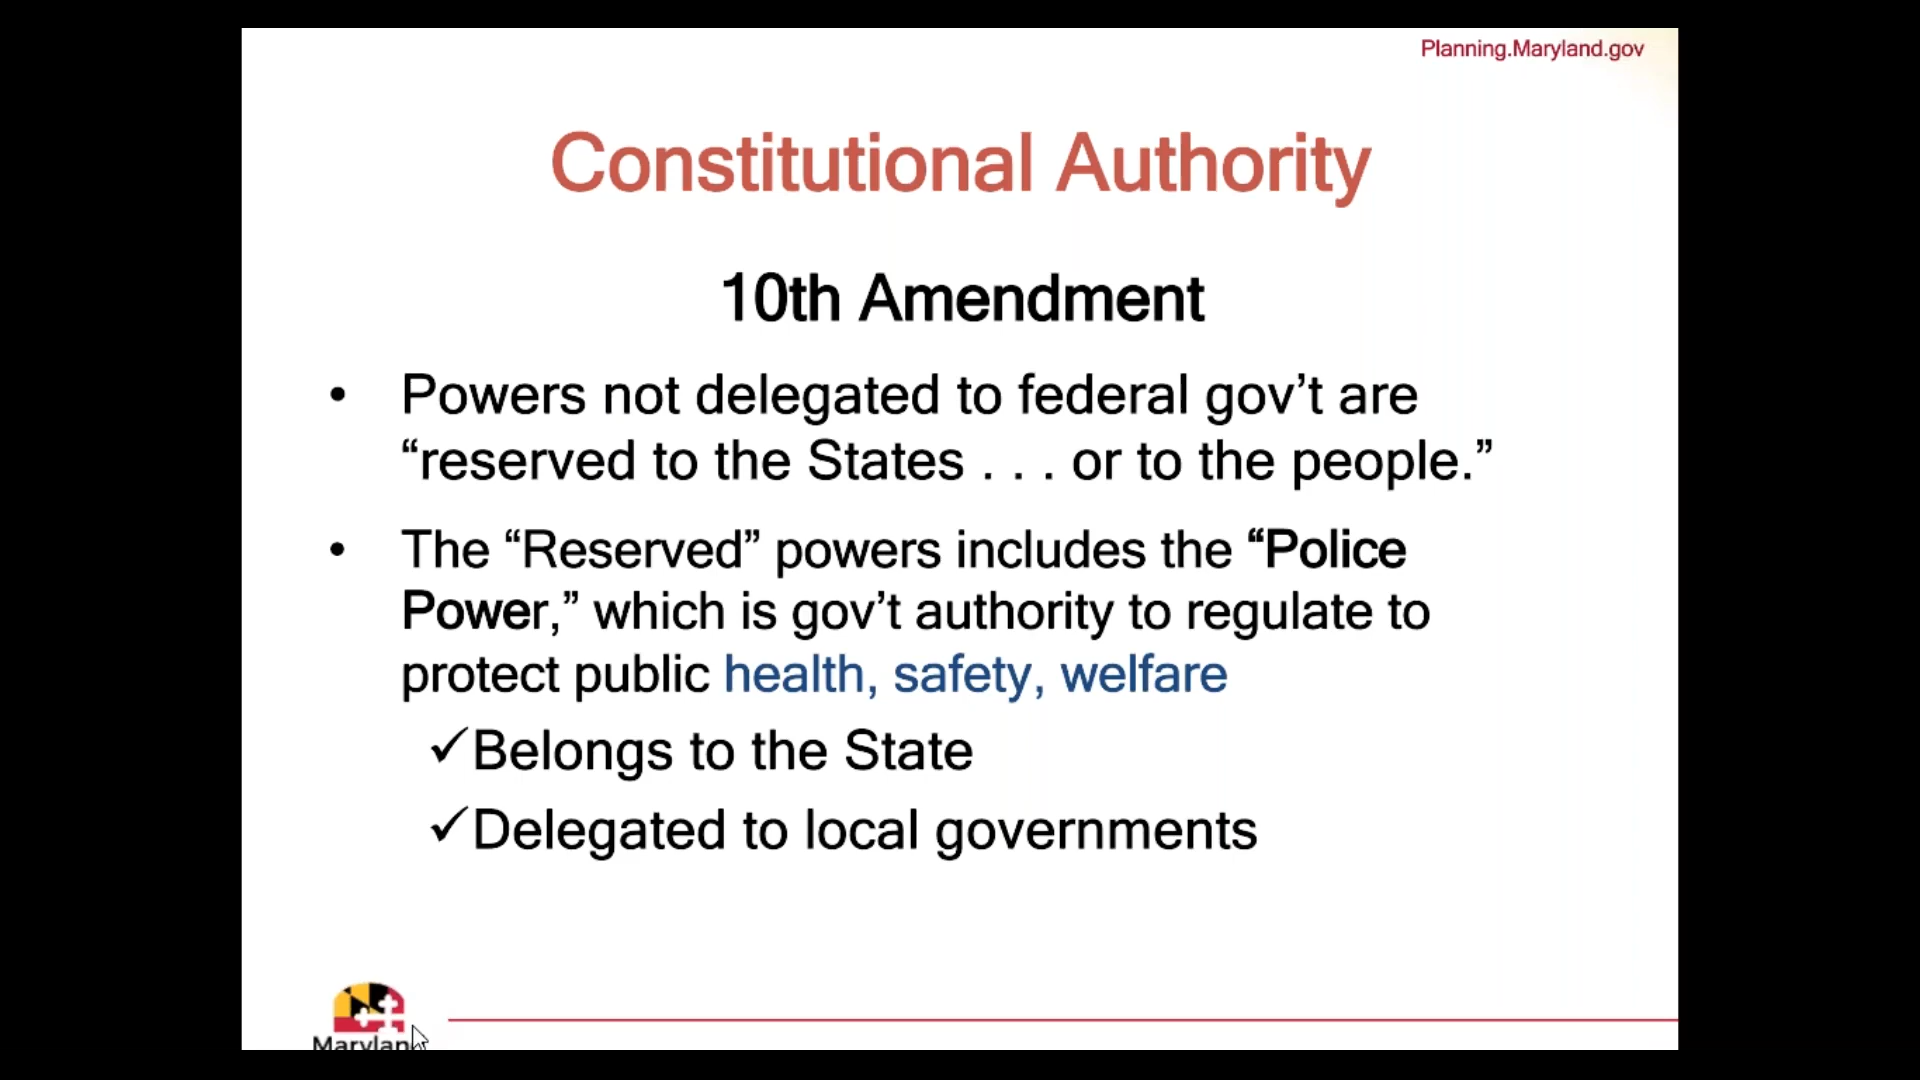 Planning.Maryland.gov
Constitutional Authority
10th Amendment
• Powers not delegated to federal gov’t are
“reserved to the States . . . or to the people.”
• The “Reserved” powers includes the “Police
Power,” which is gov’t authority to regulate to
protect public health, safety, welfare
✓Belongs to the State
✓Delegated to local governments
Maryland